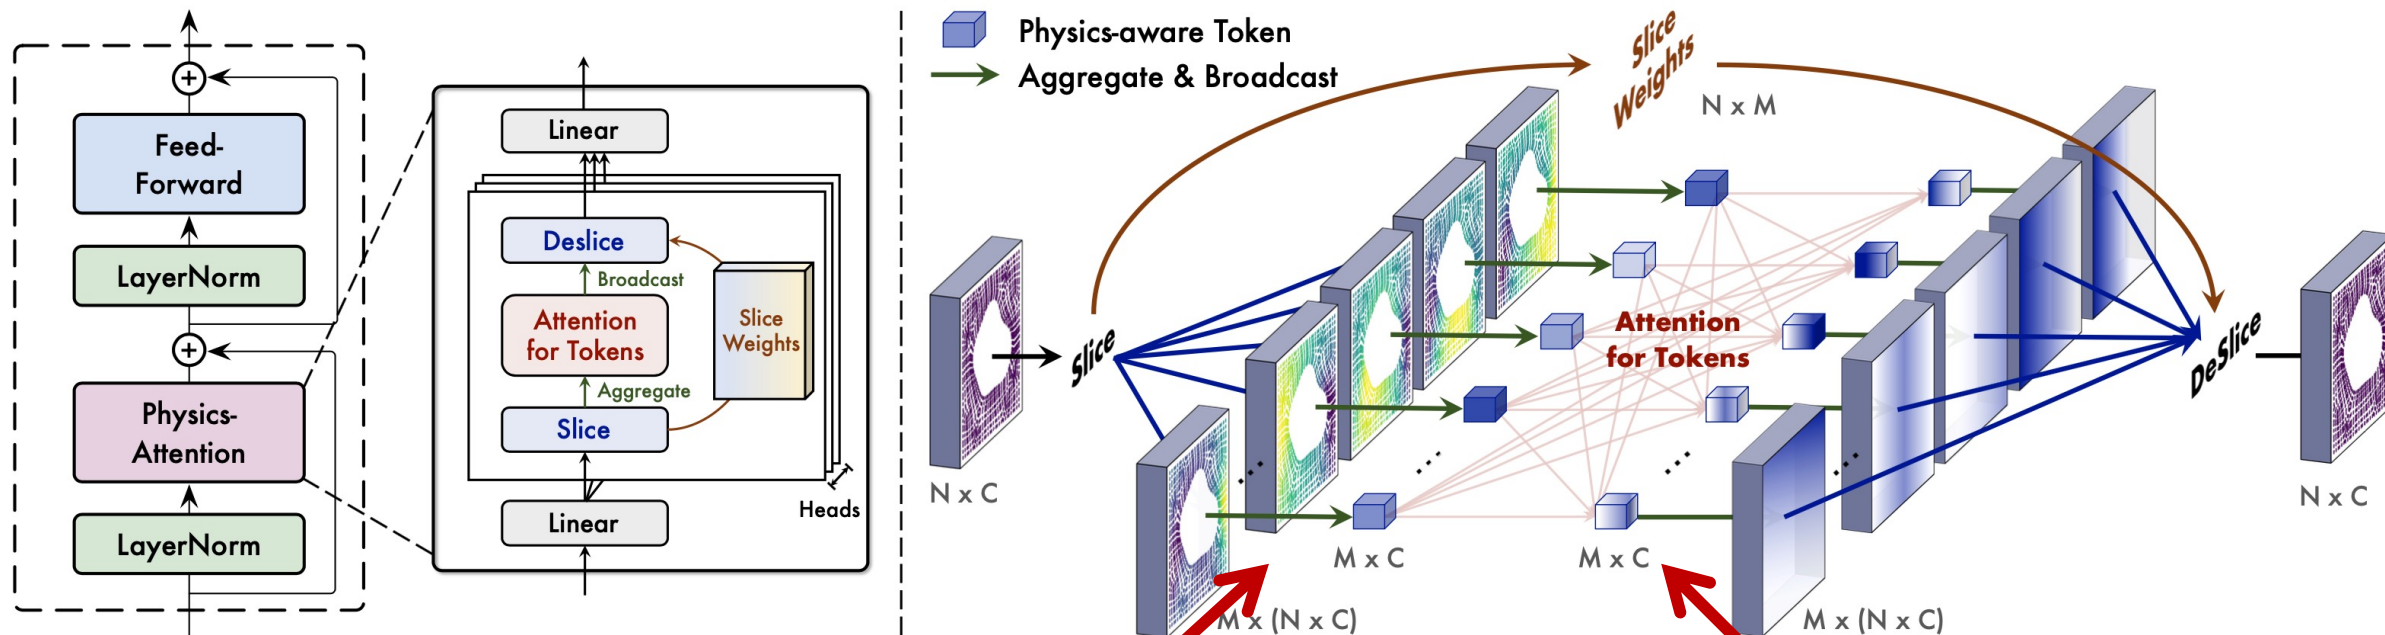 Feed-
Forward
LayerNorm
Physics-
Attention
LayerNorm
Linear
Deslice
Broadcast
Attention
for Tokens
Slice
Weights
Aggregate
Slice
Heads
Linear
Physics-aware Token
Aggregate & Broadcast
Slice
Weights
N x M
Slice
Attention
for Tokens
DeSlice
N x C
M x C
M x C
N x C
M x (N x C)
M x (N x C)